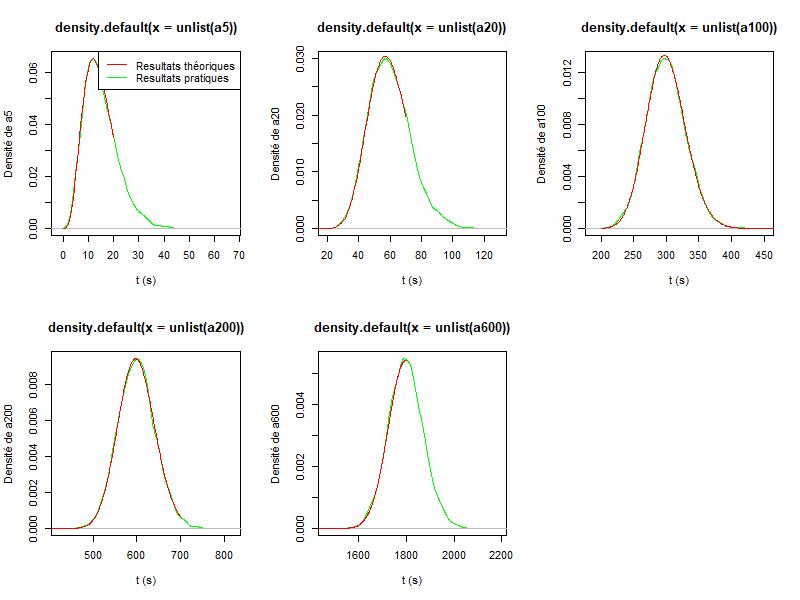 density.default(x = unlist(a5))
Densité de a5
0.00 0.02 0.04 0.06
Resultats théoriques
Resultats pratiques
0 10 20 30 40 50 60 70
t (s)
density.default(x = unlist(a20))
Densité de a20
0.000 0.010 0.020 0.030
20 40 60 80 100 120
t (s)
density.default(x = unlist(a100))
Densité de a100
0.000 0.004 0.008 0.012
200 250 300 350 400 450
t (s)
density.default(x = unlist(a200))
Densité de a200
0.000 0.002 0.004 0.006 0.008
500 600 700 800
t (s)
density.default(x = unlist(a600))
Densité de a600
0.000 0.002 0.004
1600 1800 2000 2200
t (s)